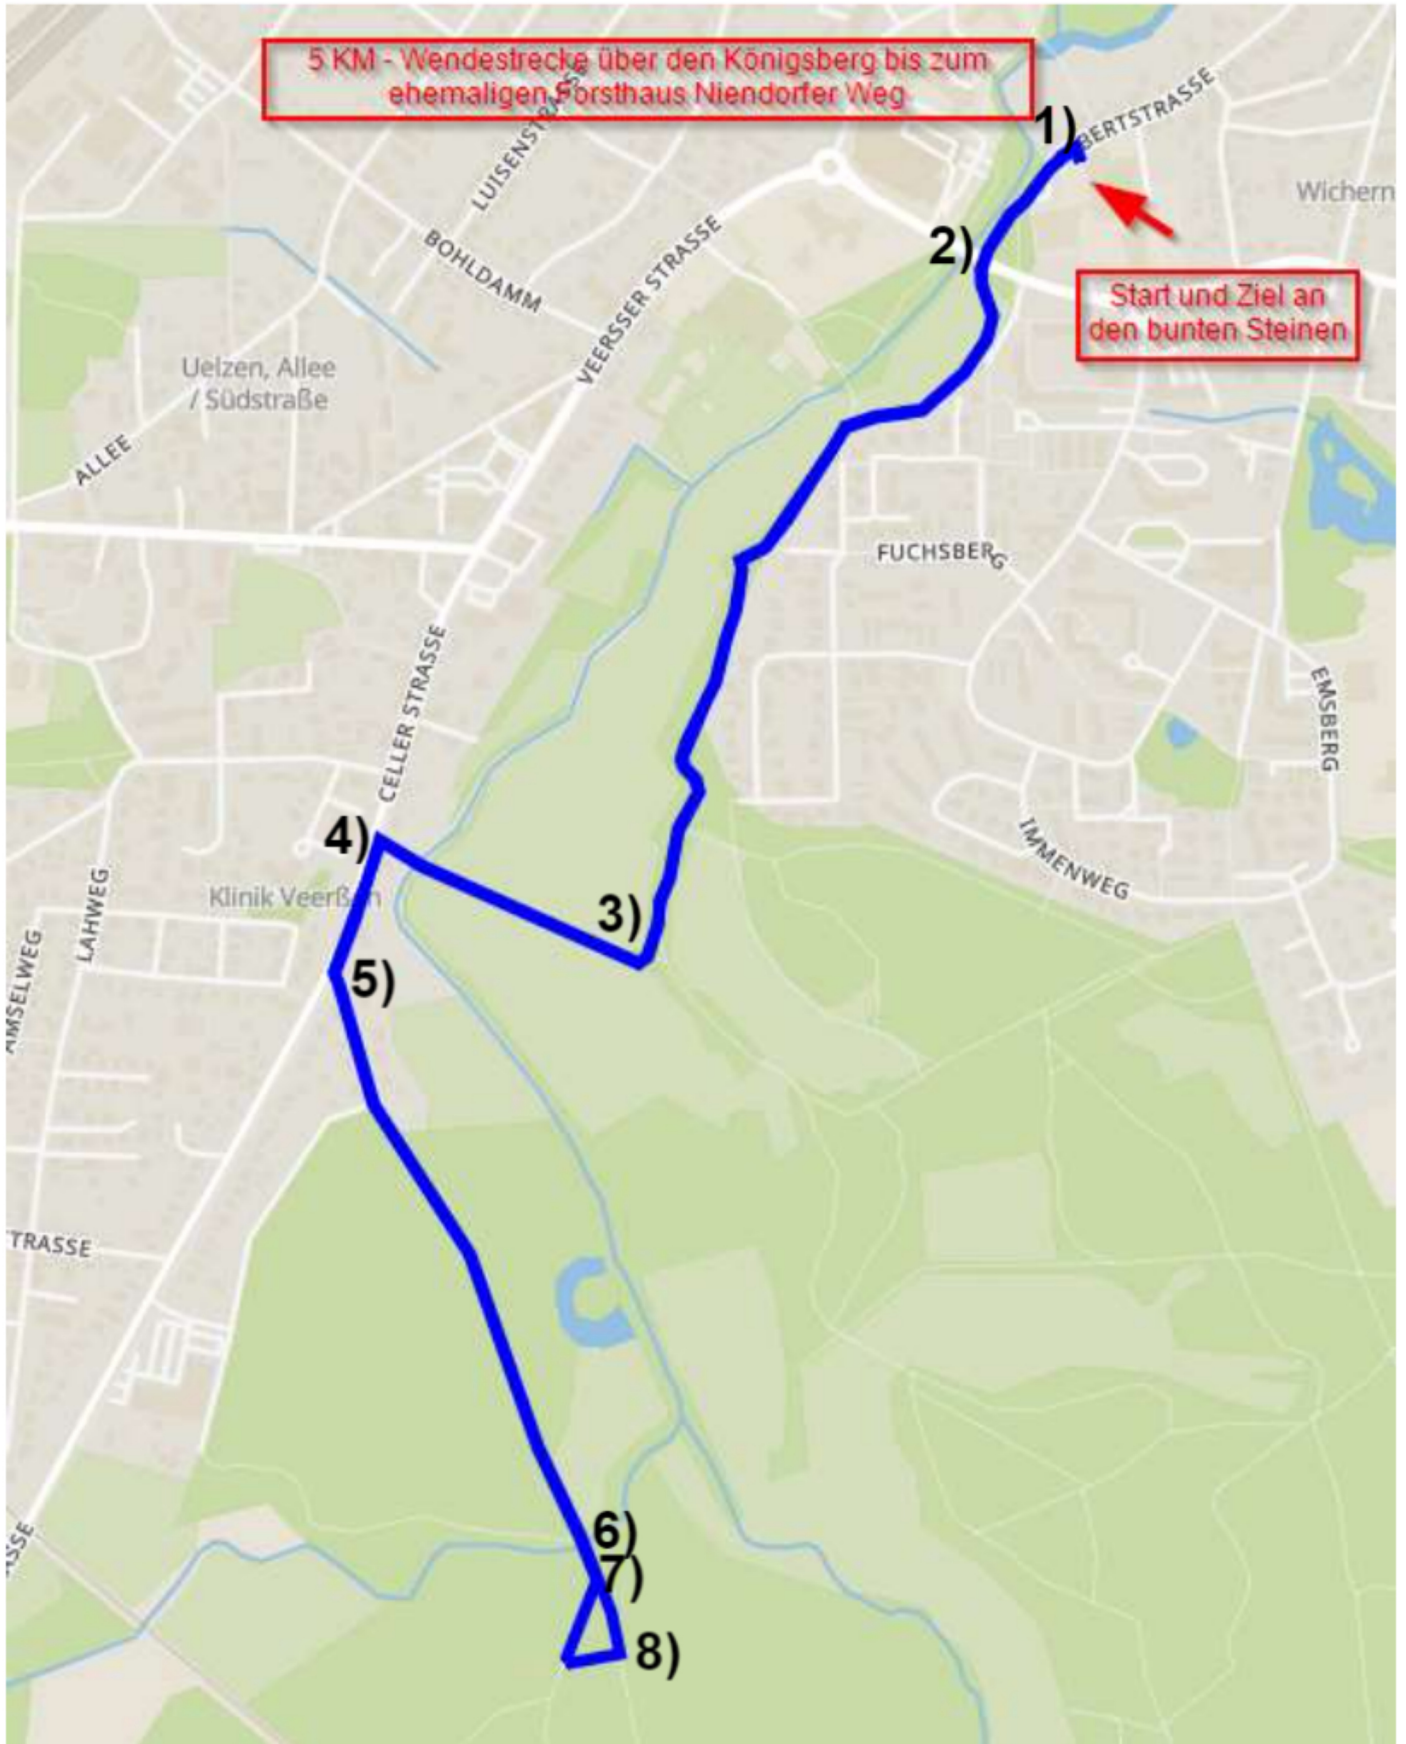 5 KM - Wendestrecke über den Königsberg bis zum
ehemaligen Forsthaus Niendorfer Weg
1)
BERTSTRASSE
LUISENSTRASSE
Wichern
2)
BOHLDAMM
VEERSSER STRASSE
Start und Ziel an
den bunten Steinen
Uelzen, Allee
/ Südstraße
ALLEE
FUCHSBERG
CELLER STRASSE
EMSBERG
4)
IMMENWEG
Klinik Veerßen
LAHWEG
3)
AMSELWEG
5)
TRASSE
6)
ASSE
7)
8)